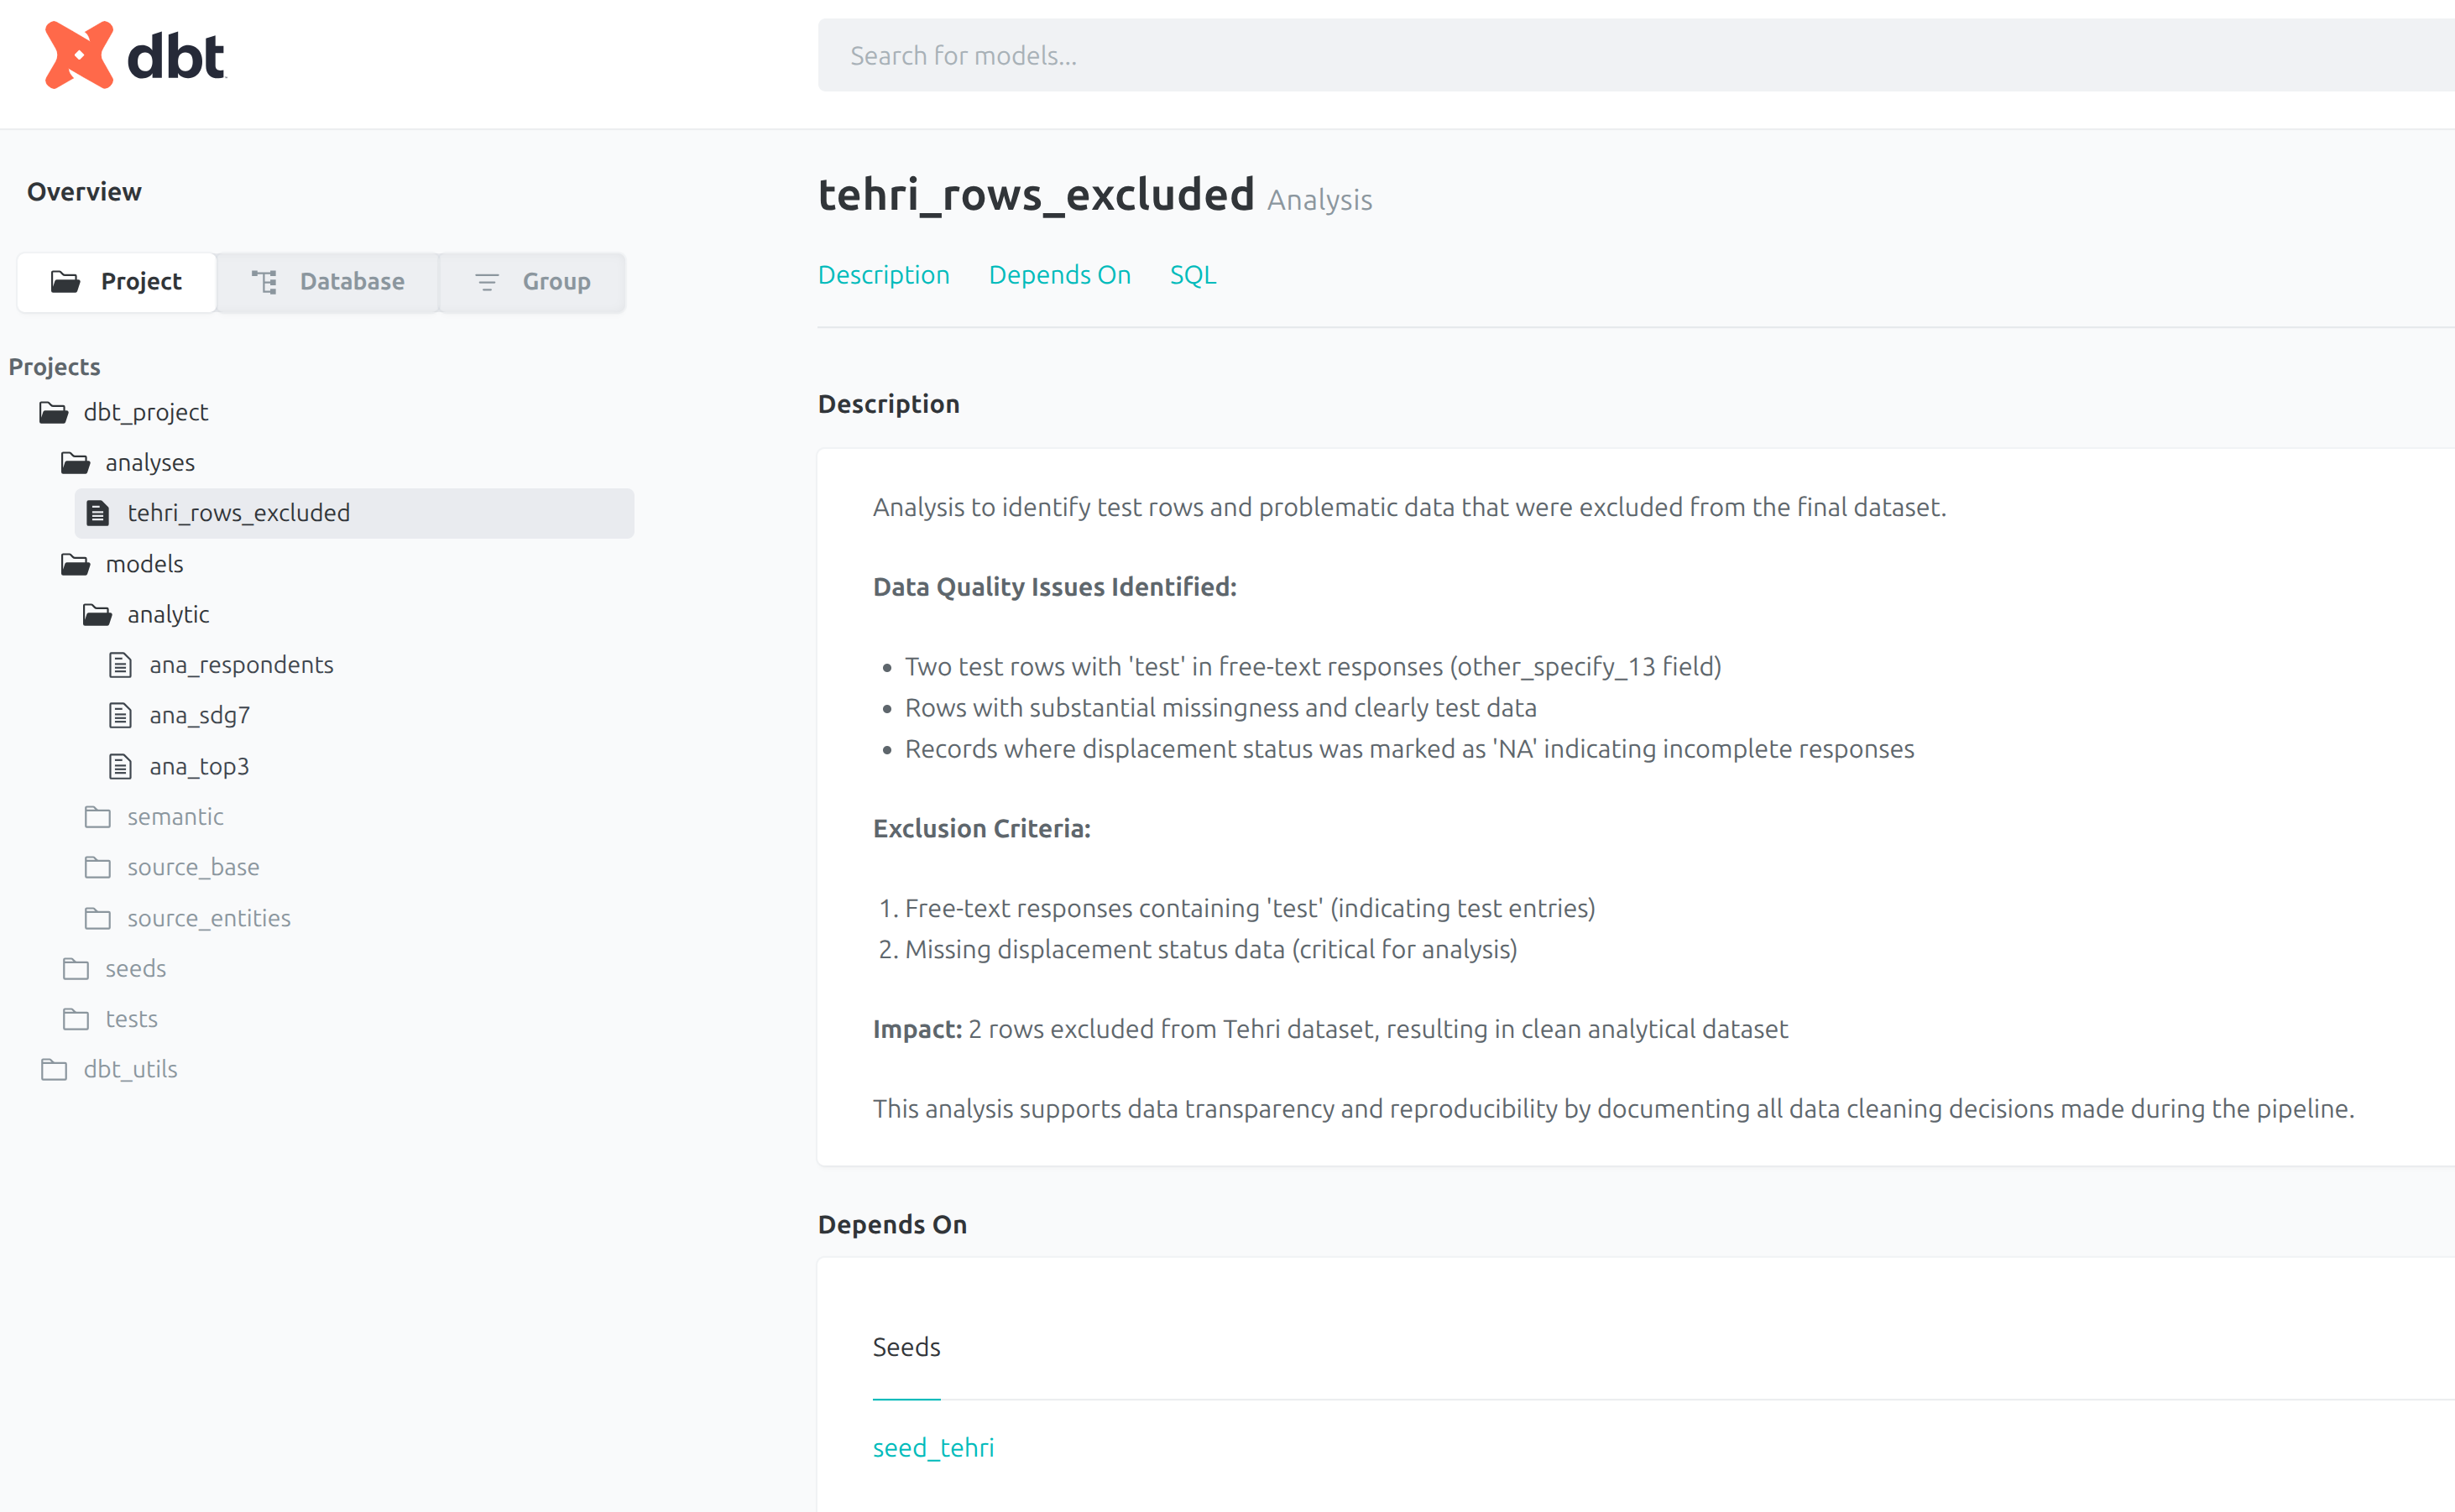 dbt
Search for models...
Overview
Project
Database
Group
Projects
dbt_project
analyses
tehri_rows_excluded
models
analytic
ana_respondents
ana_sdg7
ana_top3
semantic
source_base
source_entities
seeds
tests
dbt_utils
tehri_rows_excluded Analysis
Description Depends On SQL
Description
Analysis to identify test rows and problematic data that were excluded from the final dataset.
Data Quality Issues Identified:
• Two test rows with 'test' in free-text responses (other_specify_13 field)
• Rows with substantial missingness and clearly test data
• Records where displacement status was marked as 'NA' indicating incomplete responses
Exclusion Criteria:
1. Free-text responses containing 'test' (indicating test entries)
2. Missing displacement status data (critical for analysis)
Impact: 2 rows excluded from Tehri dataset, resulting in clean analytical dataset
This analysis supports data transparency and reproducibility by documenting all data cleaning decisions made during the pipeline.
Depends On
Seeds
seed_tehri